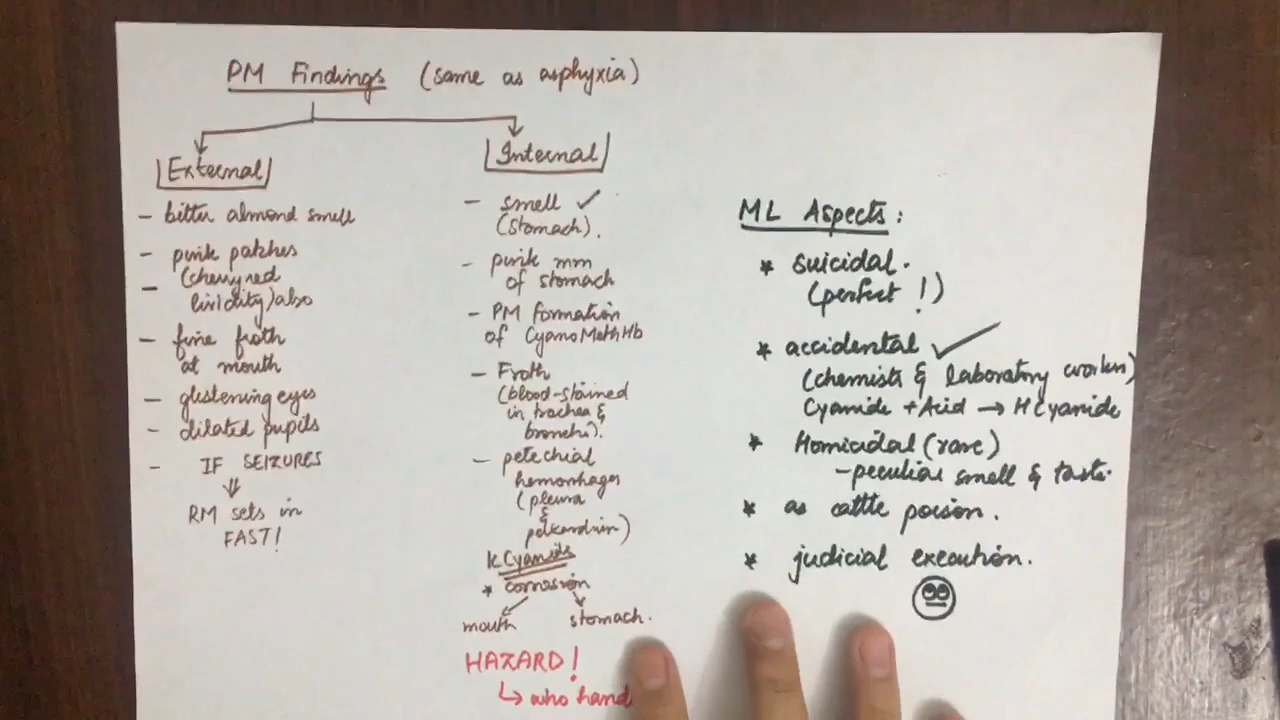 PM Findings (same as asphyxia)
External
- bitter almond smell
- pink patches
- (cherry red
lividity) also
- fine froth
at mouth
- glistening eyes
- dilated pupils
- IF SEIZURES
RM sets in
FAST!
Internal
- smell ✓
(stomach).
- pink mm
of stomach
- PM formation
of CyanoMethHb
- Froth
(blood-stained
in trachea &
bronchi).
- petechial
hemorrhages
(pleura
&
pericardium)
K Cyanide
* corrosion
mouth stomach.
HAZARD!
↳ who hand
ML Aspects:
* suicidal.
(perfect!)
* accidental ✓
(chemists & laboratory workers)
Cyanide + Acid → HCyanide
* Homicidal (rare)
- peculiar smell & taste.
* as cattle poison.
* judicial execution.